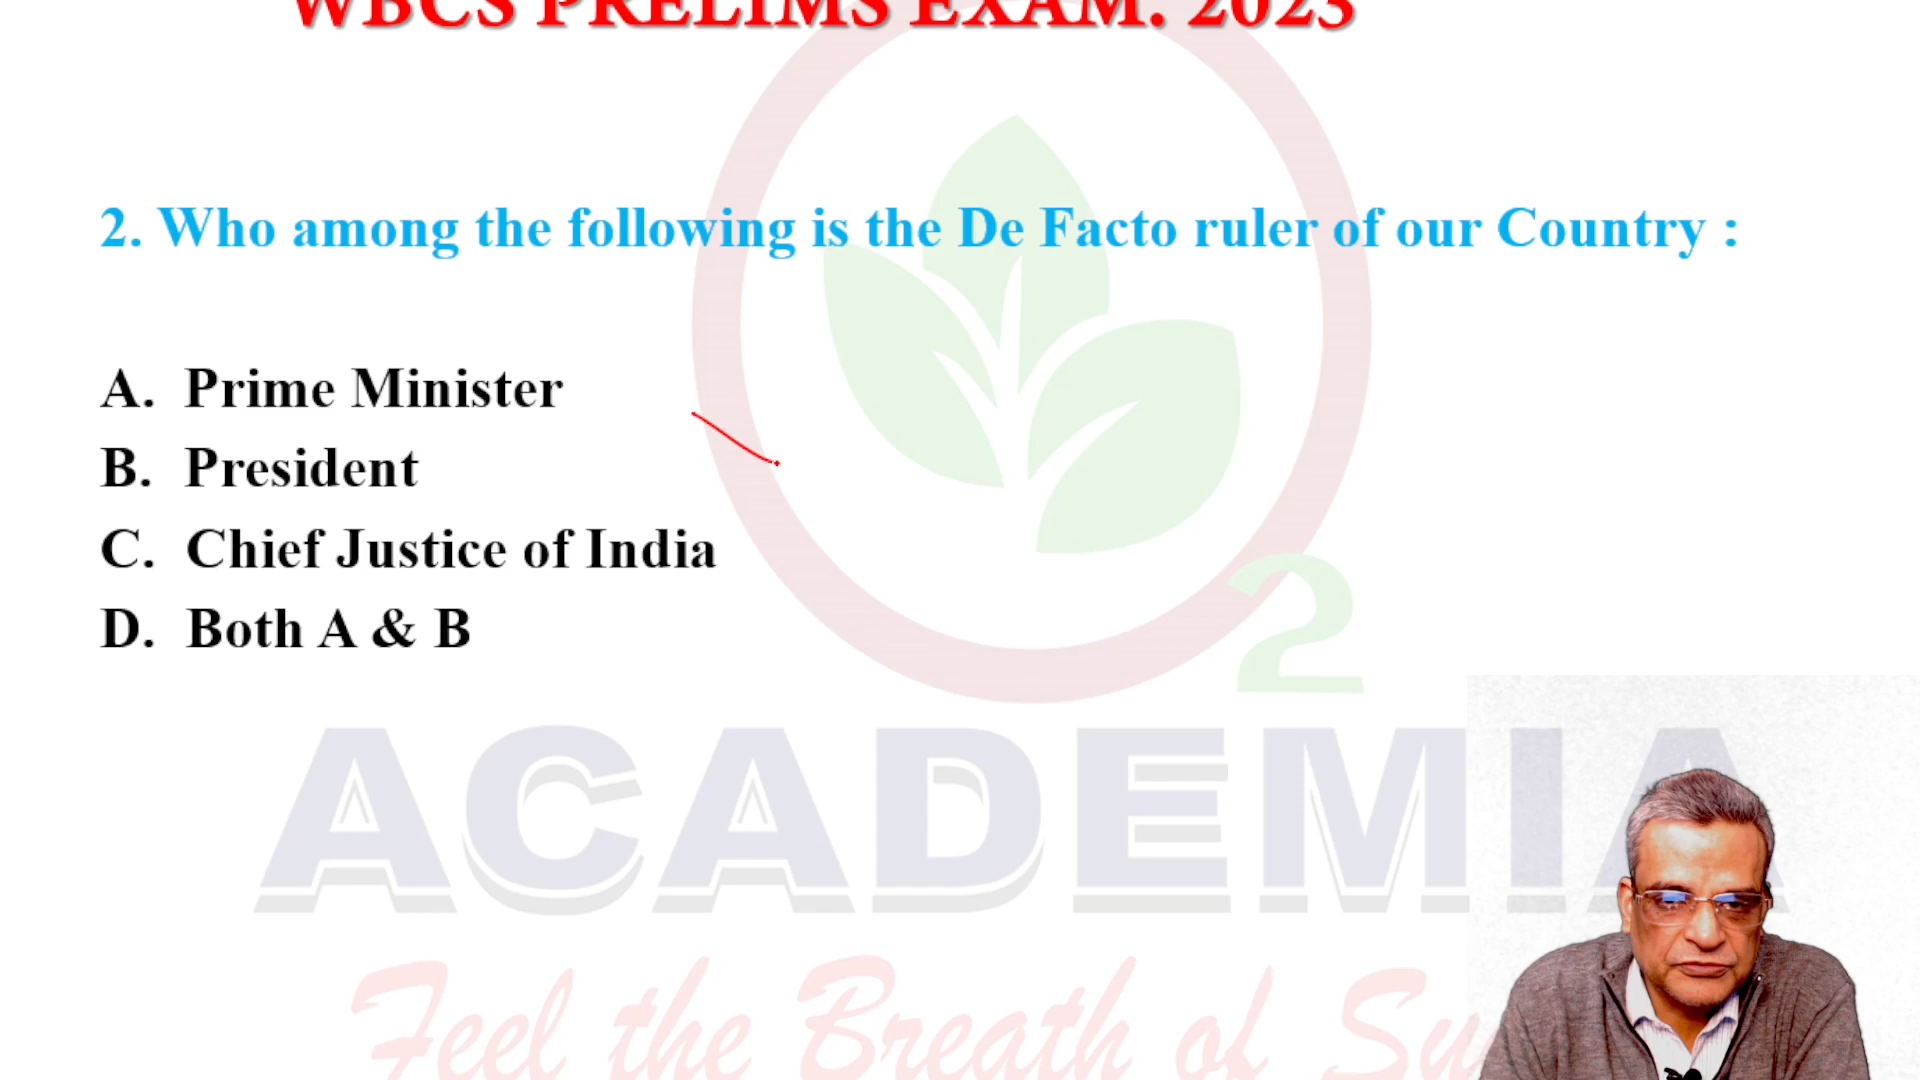 WBCS PRELIMS EXAM. 2023
2. Who among the following is the De Facto ruler of our Country :
A. Prime Minister
B. President
C. Chief Justice of India
D. Both A & B
2
ACADEMIA
Feel the Breath of